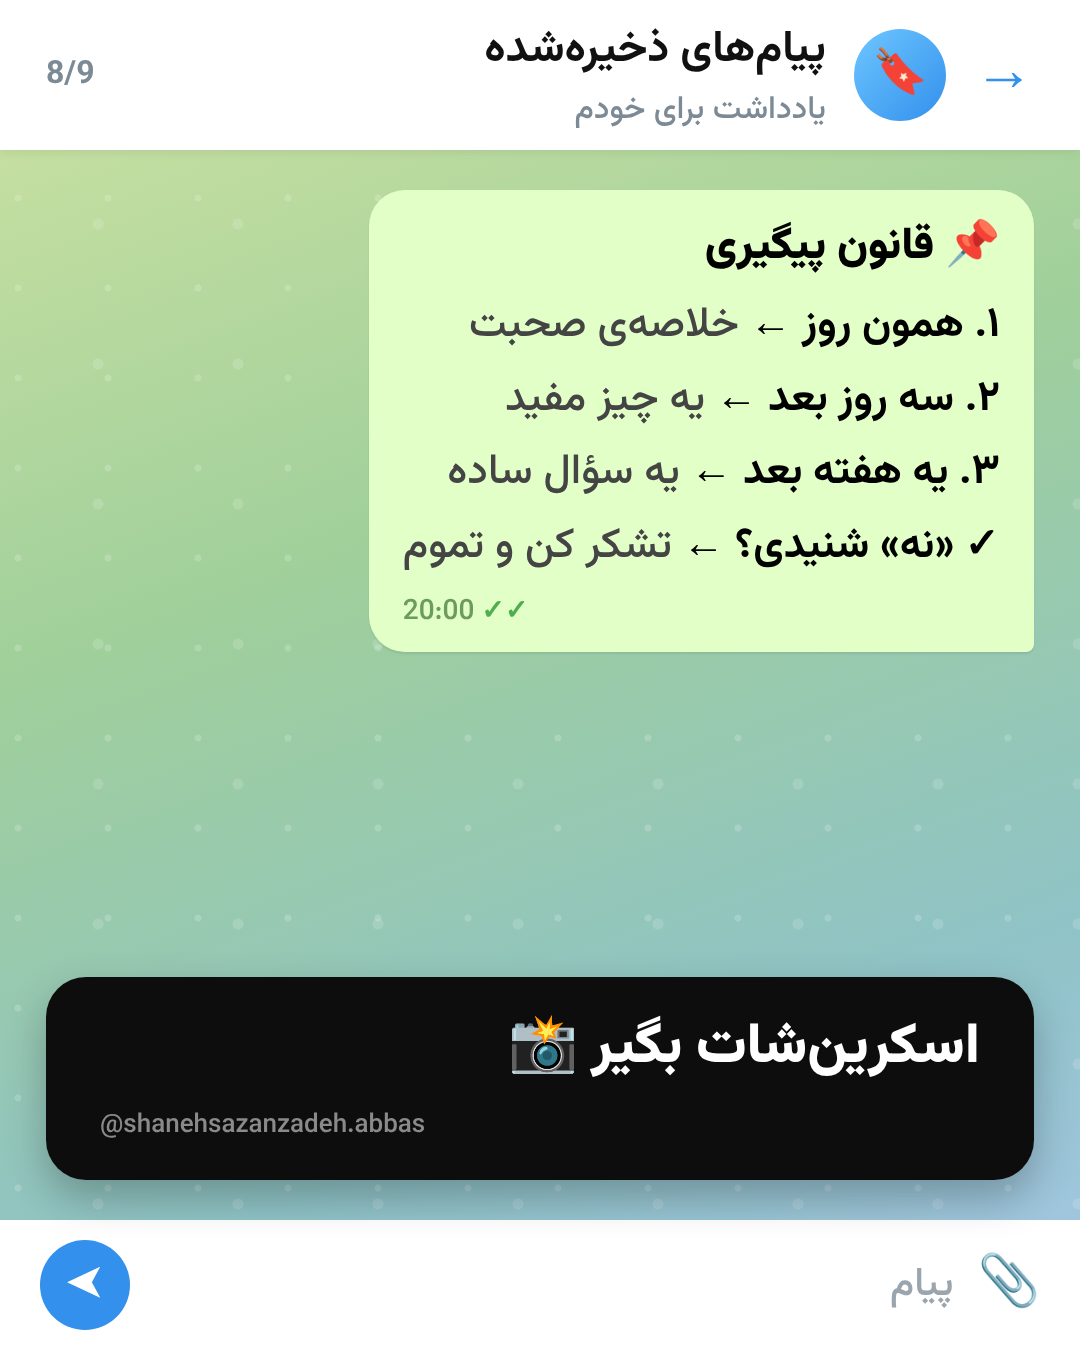 پیام‌های ذخیره‌شده
یادداشت برای خودم
8/9
📌 قانون پیگیری
۱. همون روز ← خلاصه‌ی صحبت
۲. سه روز بعد ← یه چیز مفید
۳. یه هفته بعد ← یه سؤال ساده
✓ «نه» شنیدی؟ ← تشکر کن و تموم
20:00 ✓✓
اسکرین‌شات بگیر 📸
@shanehsazanzadeh.abbas
پیام